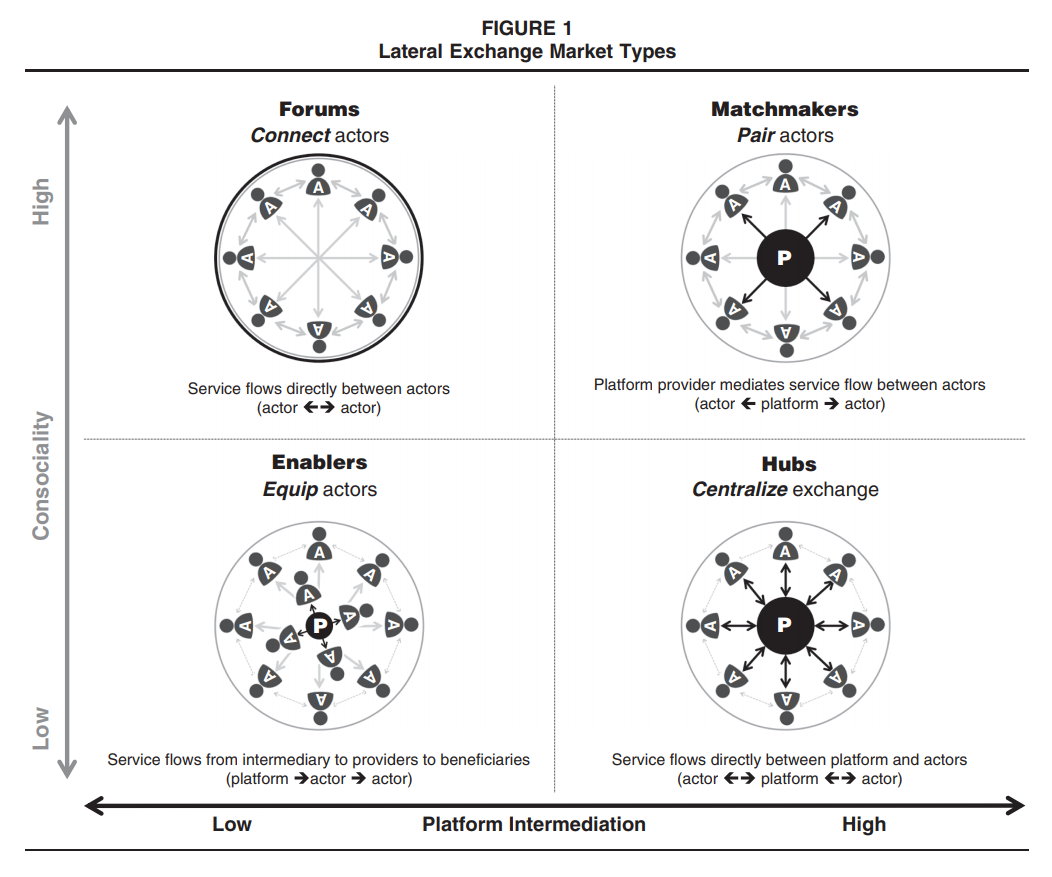 FIGURE 1
Lateral Exchange Market Types
Forums
Connect actors
A
A
A
A
A
A
A
A
Service flows directly between actors
(actor ←→ actor)
Matchmakers
Pair actors
A
A
A
A
P
A
A
A
A
Platform provider mediates service flow between actors
(actor ← platform → actor)
Enablers
Equip actors
A
A
A
A
A
A
P
A
A
A
A
A
A
Service flows from intermediary to providers to beneficiaries
(platform →actor → actor)
Hubs
Centralize exchange
A
A
A
A
P
A
A
A
A
Service flows directly between platform and actors
(actor ←→ platform ←→ actor)
High
Consociality
Low
Low
Platform Intermediation
High